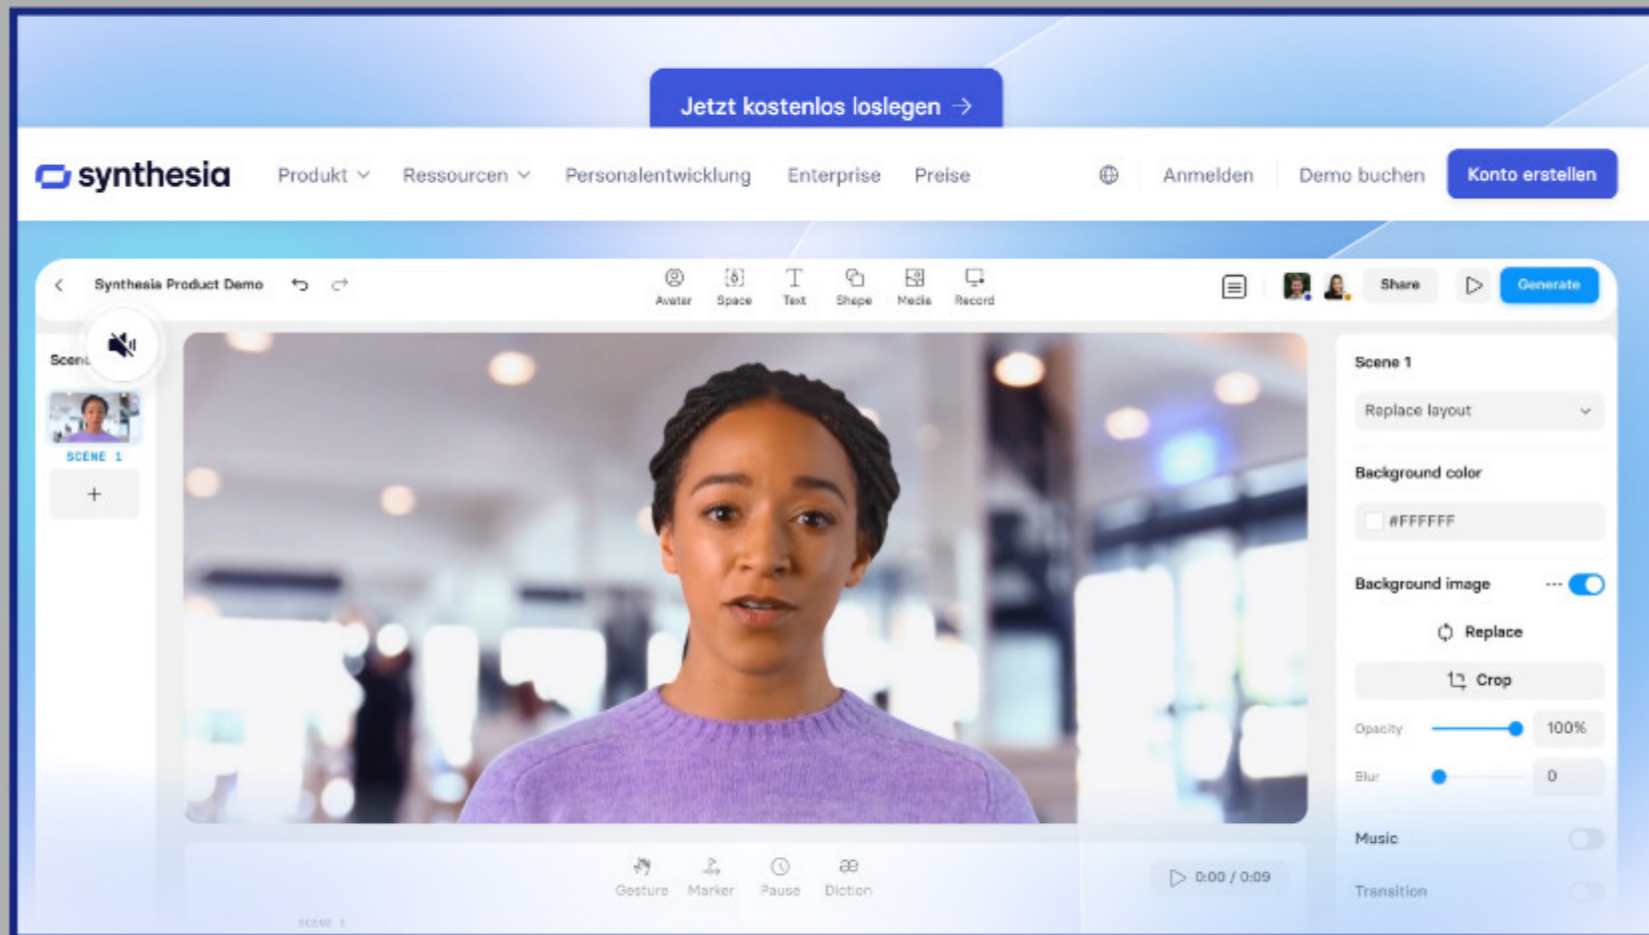 Jetzt kostenlos loslegen →
synthesia Produkt Ressourcen Personalentwicklung Enterprise Preise Anmelden Demo buchen Konto erstellen
Synthesia Product Demo Avatar Space Text Shape Media Record Share Generate
Scene 1
Replace layout
SCENE 1
+
Background color
#FFFFFF
Background image ...
Replace
Crop
Opacity 100%
Blur 0
Music
Gesture Marker Pause Diction 0:00 / 0:09
Transition
SCENE 1